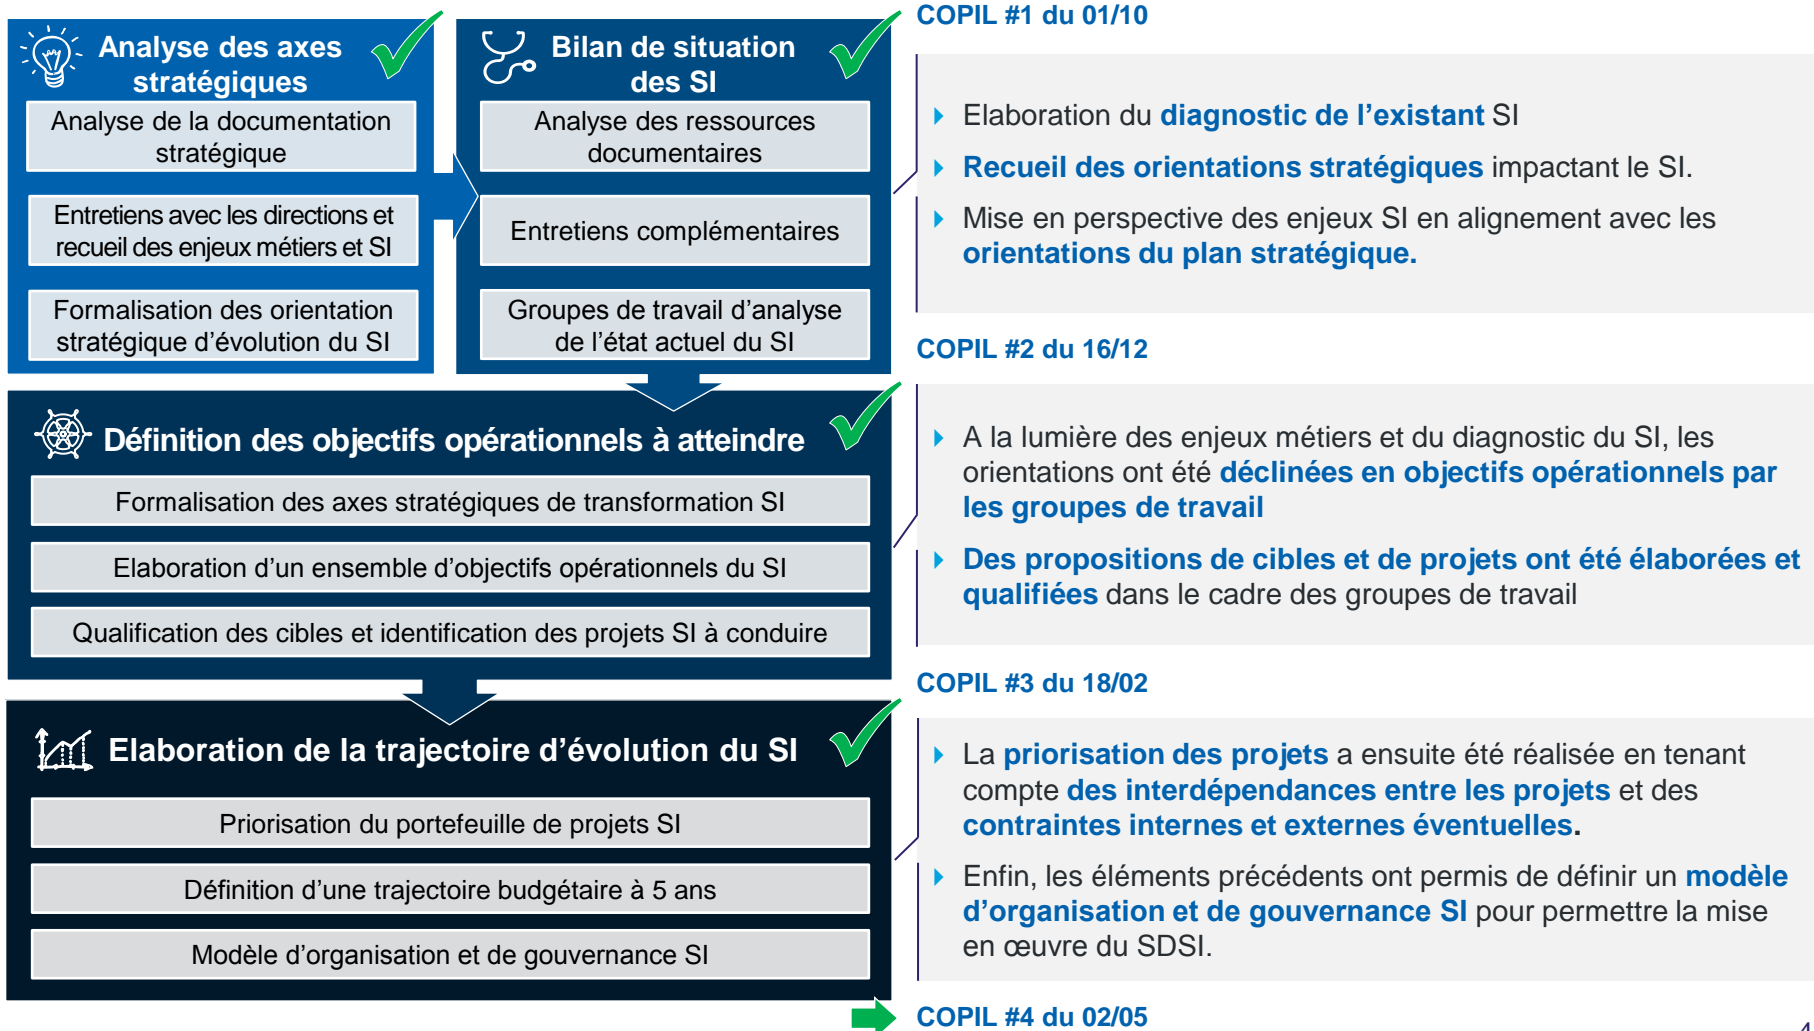 Analyse des axes
stratégiques
Analyse de la documentation
stratégique
Entretiens avec les directions et
recueil des enjeux métiers et SI
Formalisation des orientation
stratégique d’évolution du SI
Bilan de situation
des SI
Analyse des ressources
documentaires
Entretiens complémentaires
Groupes de travail d’analyse
de l’état actuel du SI
COPIL #1 du 01/10
Elaboration du diagnostic de l’existant SI
Recueil des orientations stratégiques impactant le SI.
Mise en perspective des enjeux SI en alignement avec les
orientations du plan stratégique.
COPIL #2 du 16/12
Définition des objectifs opérationnels à atteindre
Formalisation des axes stratégiques de transformation SI
Elaboration d’un ensemble d’objectifs opérationnels du SI
Qualification des cibles et identification des projets SI à conduire
A la lumière des enjeux métiers et du diagnostic du SI, les
orientations ont été déclinées en objectifs opérationnels par
les groupes de travail
Des propositions de cibles et de projets ont été élaborées et
qualifiées dans le cadre des groupes de travail
COPIL #3 du 18/02
Elaboration de la trajectoire d’évolution du SI
Priorisation du portefeuille de projets SI
Définition d’une trajectoire budgétaire à 5 ans
Modèle d’organisation et de gouvernance SI
La priorisation des projets a ensuite été réalisée en tenant
compte des interdépendances entre les projets et des
contraintes internes et externes éventuelles.
Enfin, les éléments précédents ont permis de définir un modèle
d’organisation et de gouvernance SI pour permettre la mise
en œuvre du SDSI.
COPIL #4 du 02/05
4